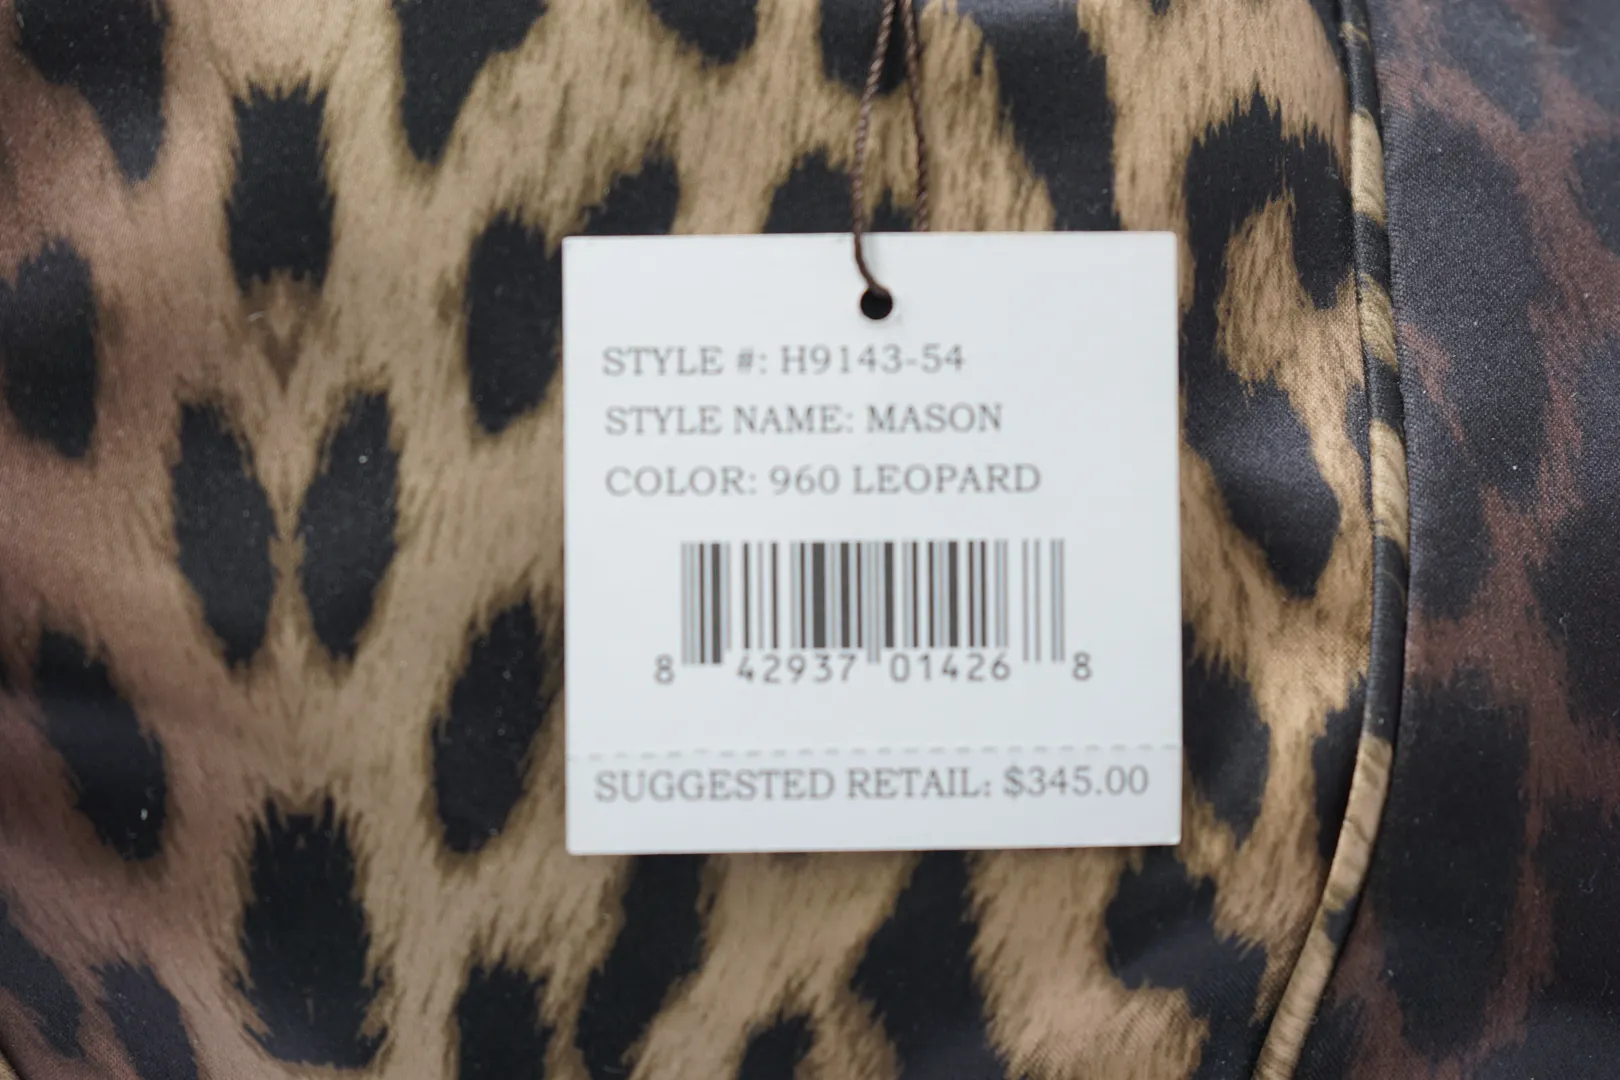 STYLE #: H9143-54
STYLE NAME: MASON
COLOR: 960 LEOPARD
8 42937 01426 8
SUGGESTED RETAIL: $345.00